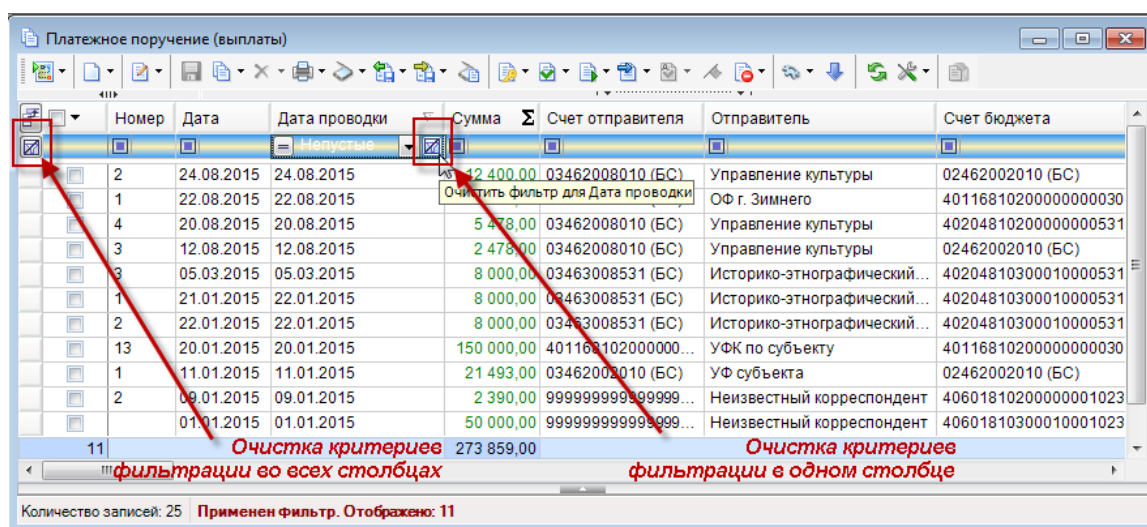 Платежное поручение (выплаты)
Номер Дата Дата проводки Сумма Σ Счет отправителя Отправитель Счет бюджета
= Непустые
2 24.08.2015 24.08.2015 12 400,00 03462008010 (БС) Управление культуры 02462002010 (БС)
Очистить фильтр для Дата проводки
1 22.08.2015 22.08.2015 ОФ г. Зимнего 40116810200000000030
4 20.08.2015 20.08.2015 5 478,00 03462008010 (БС) Управление культуры 40204810200000000531
3 12.08.2015 12.08.2015 2 478,00 03462008010 (БС) Управление культуры 02462002010 (БС)
3 05.03.2015 05.03.2015 8 000,00 03463008531 (БС) Историко-этнографический... 40204810300010000531
1 21.01.2015 22.01.2015 8 000,00 03463008531 (БС) Историко-этнографический... 40204810300010000531
2 22.01.2015 22.01.2015 8 000,00 03463008531 (БС) Историко-этнографический... 40204810300010000531
13 20.01.2015 20.01.2015 150 000,00 401168102000000... УФК по субъекту 40116810200000000030
1 11.01.2015 11.01.2015 21 493,00 03462002010 (БС) УФ субъекта 02462002010 (БС)
2 09.01.2015 09.01.2015 2 390,00 999999999999999... Неизвестный корреспондент 40601810200000001023
01.01.2015 01.01.2015 50 000,00 999999999999999... Неизвестный корреспондент 40601810300010001023
11 273 859,00
Очистка критериев
фильтрации во всех столбцах
Очистка критериев
фильтрации в одном столбце
Количество записей: 25 Применен фильтр. Отображено: 11